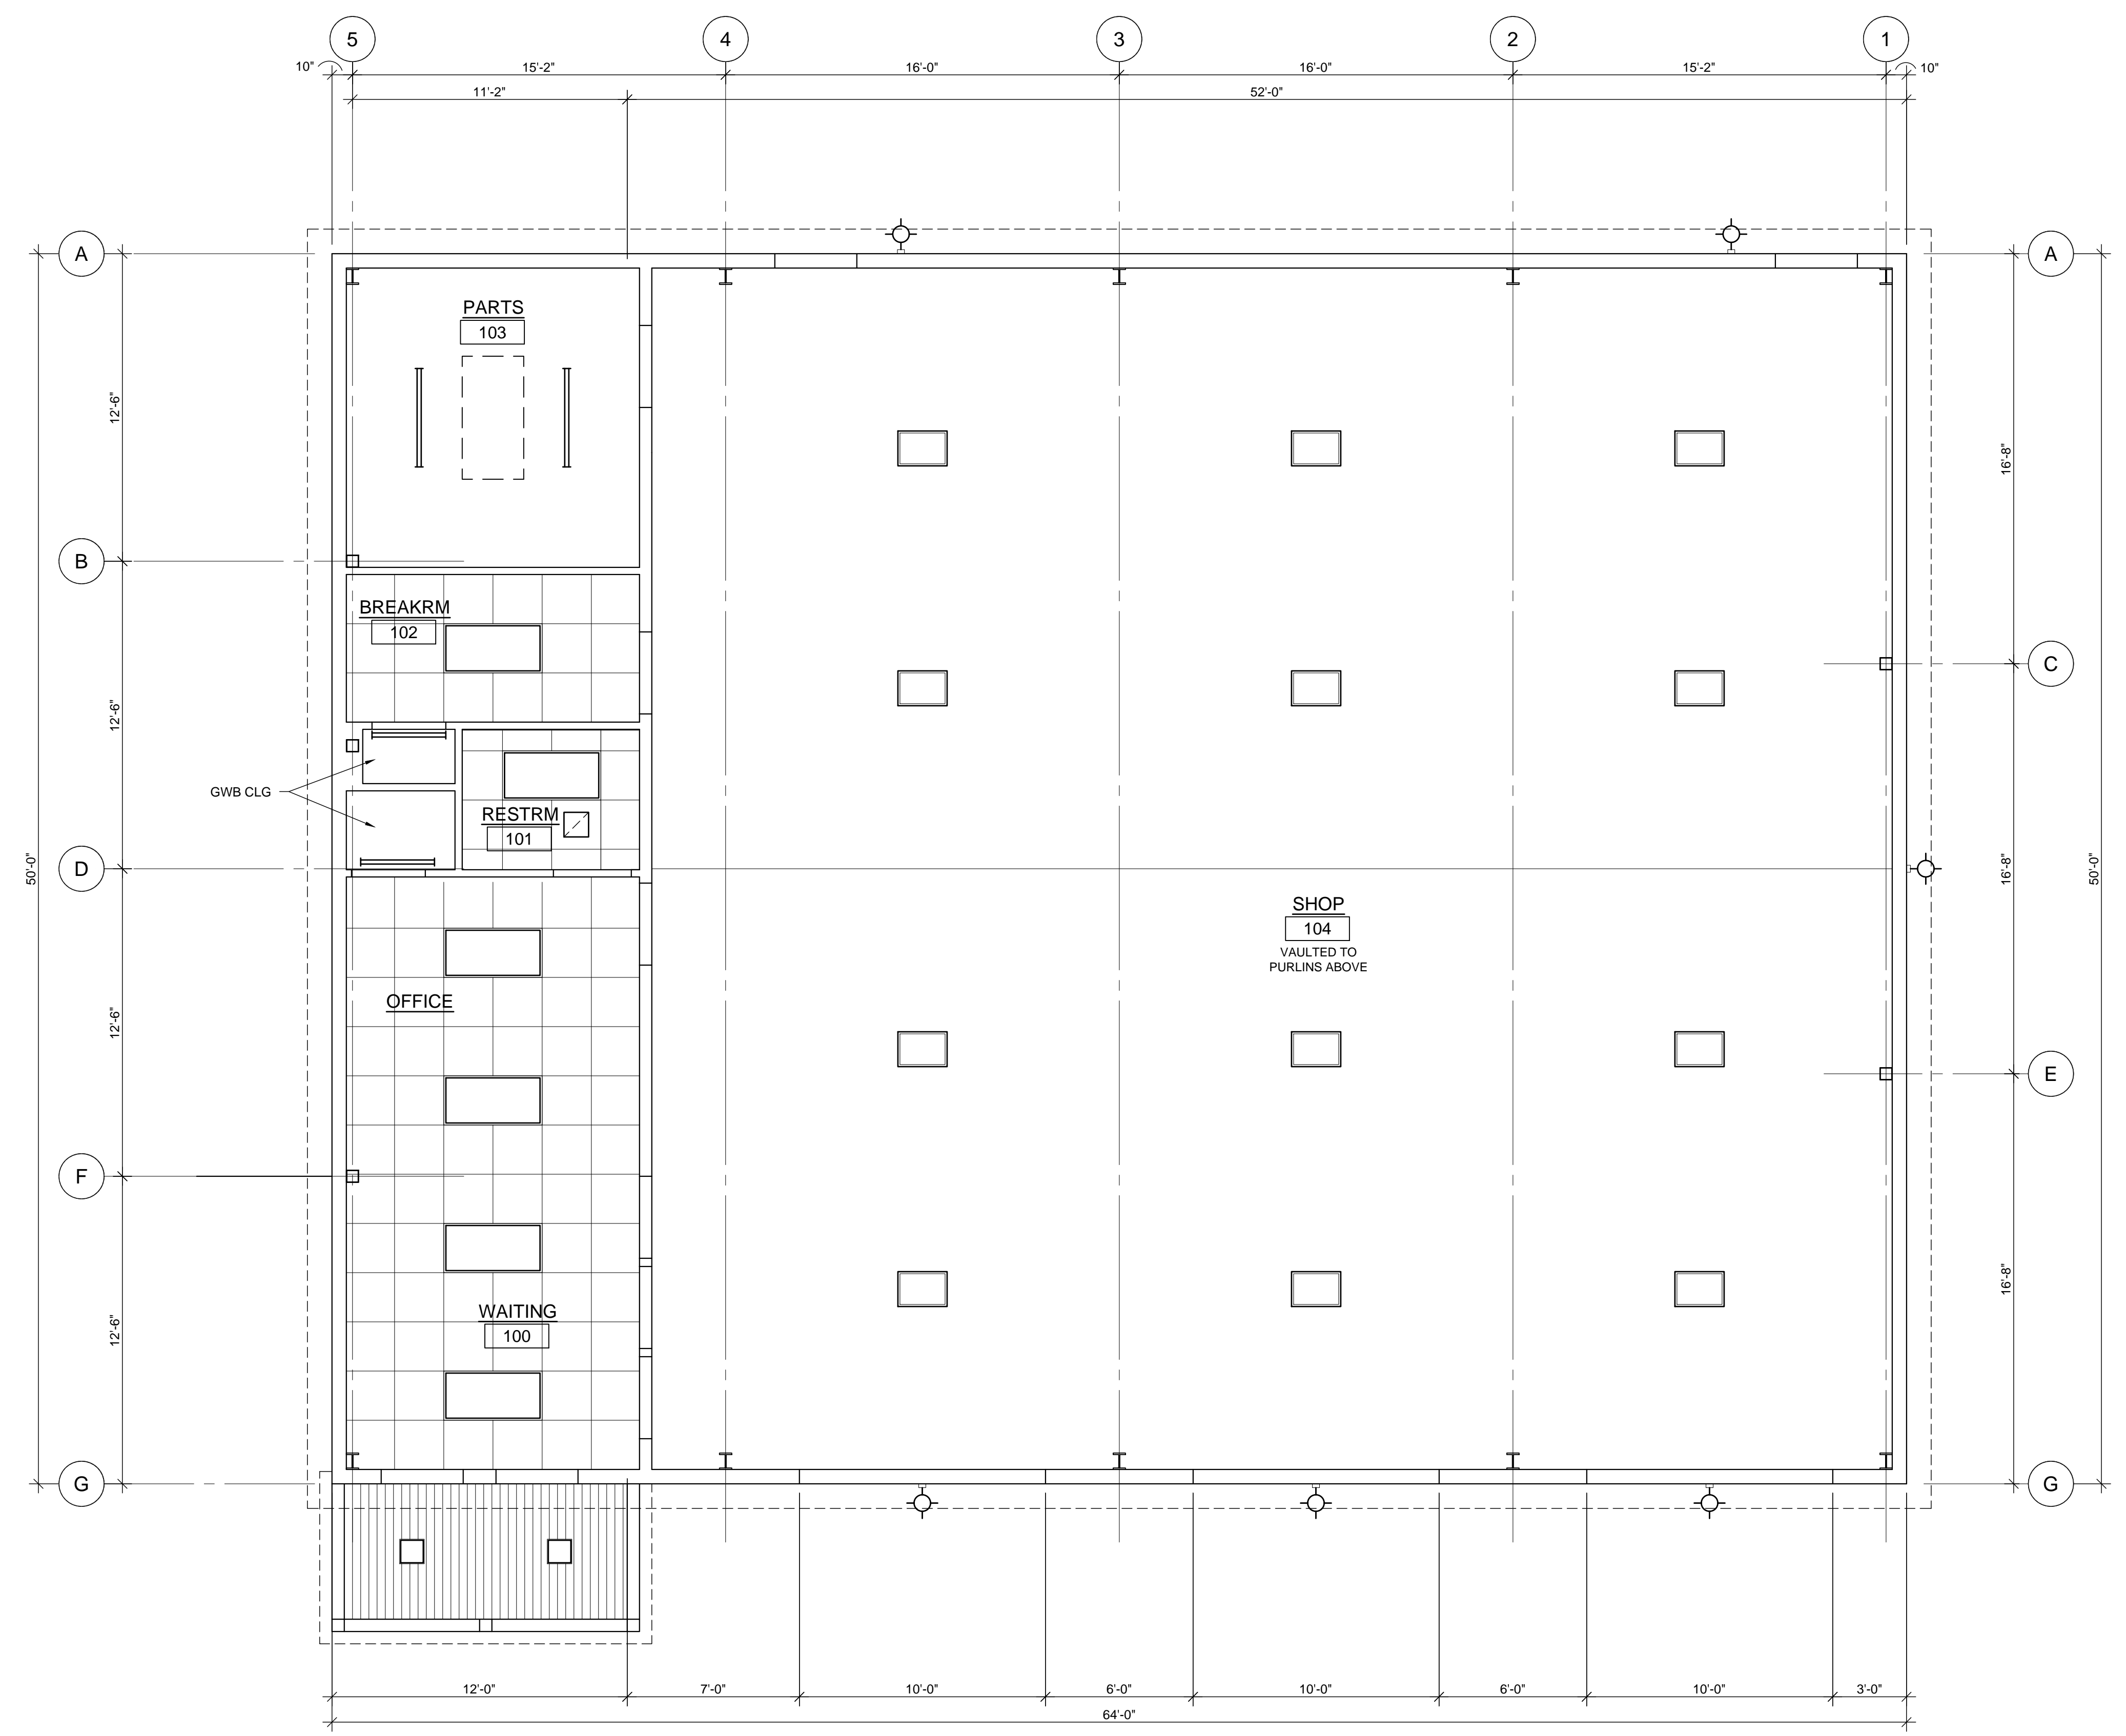 5
4
3
2
1
10"
15'-2"
16'-0"
16'-0"
15'-2"
10"
11'-2"
52'-0"
A
A
PARTS
103
12'-6"
16'-8"
B
BREAKRM
102
C
12'-6"
GWB CLG
RESTRM
101
50'-0"
D
16'-8"
50'-0"
SHOP
104
VAULTED TO
PURLINS ABOVE
OFFICE
12'-6"
E
F
16'-8"
WAITING
100
12'-6"
G
G
12'-0"
7'-0"
10'-0"
6'-0"
10'-0"
6'-0"
10'-0"
3'-0"
64'-0"